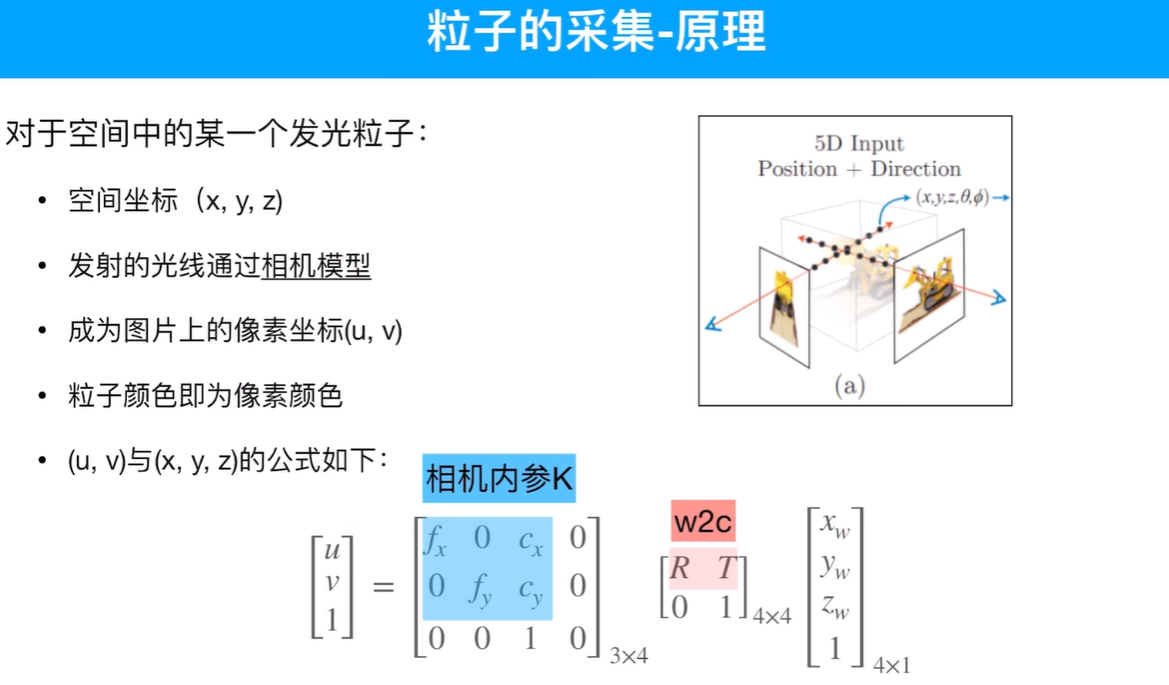 粒子的采集-原理
对于空间中的某一个发光粒子：
• 空间坐标（x, y, z)
• 发射的光线通过相机模型
• 成为图片上的像素坐标(u, v)
• 粒子颜色即为像素颜色
• (u, v)与(x, y, z)的公式如下：
5D Input
Position + Direction
(x,y,z,θ,ϕ)
(a)
相机内参K
w2c
[u v 1] = [f_x 0 c_x 0
0 f_y c_y 0
0 0 1 0] 3×4
[R T
0 1] 4×4
[x_w
y_w
z_w
1] 4×1